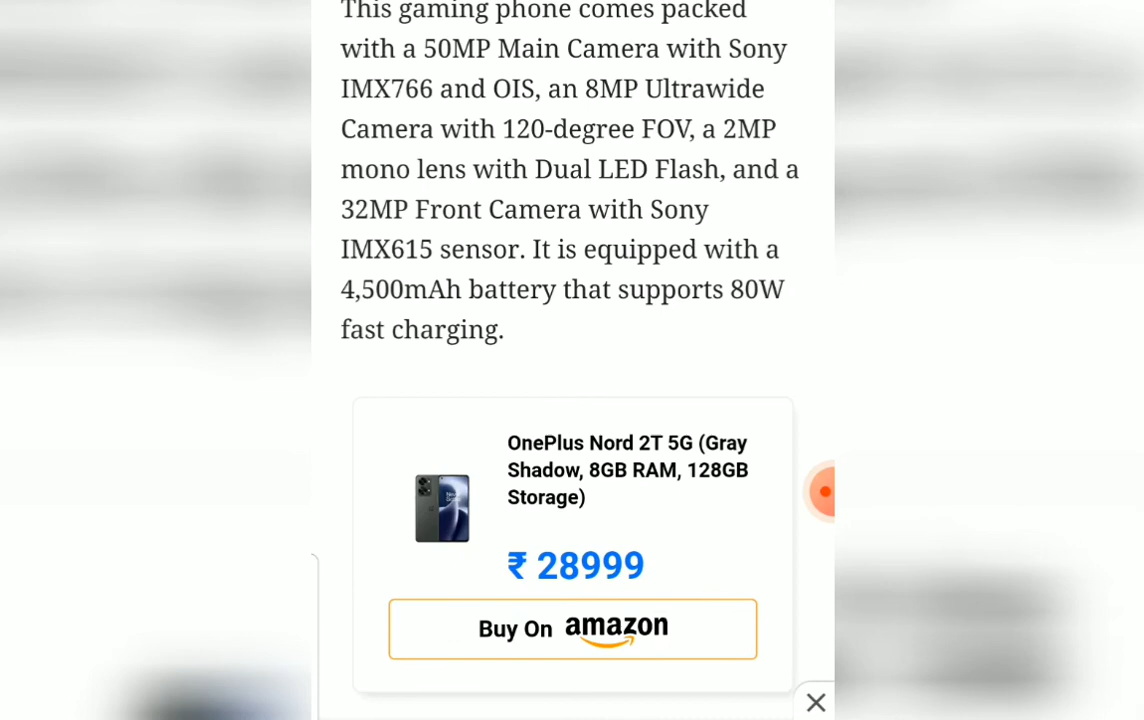 This gaming phone comes packed
with a 50MP Main Camera with Sony
IMX766 and OIS, an 8MP Ultrawide
Camera with 120-degree FOV, a 2MP
mono lens with Dual LED Flash, and a
32MP Front Camera with Sony
IMX615 sensor. It is equipped with a
4,500mAh battery that supports 80W
fast charging.
OnePlus Nord 2T 5G (Gray
Shadow, 8GB RAM, 128GB
Storage)
₹ 28999
Buy On amazon